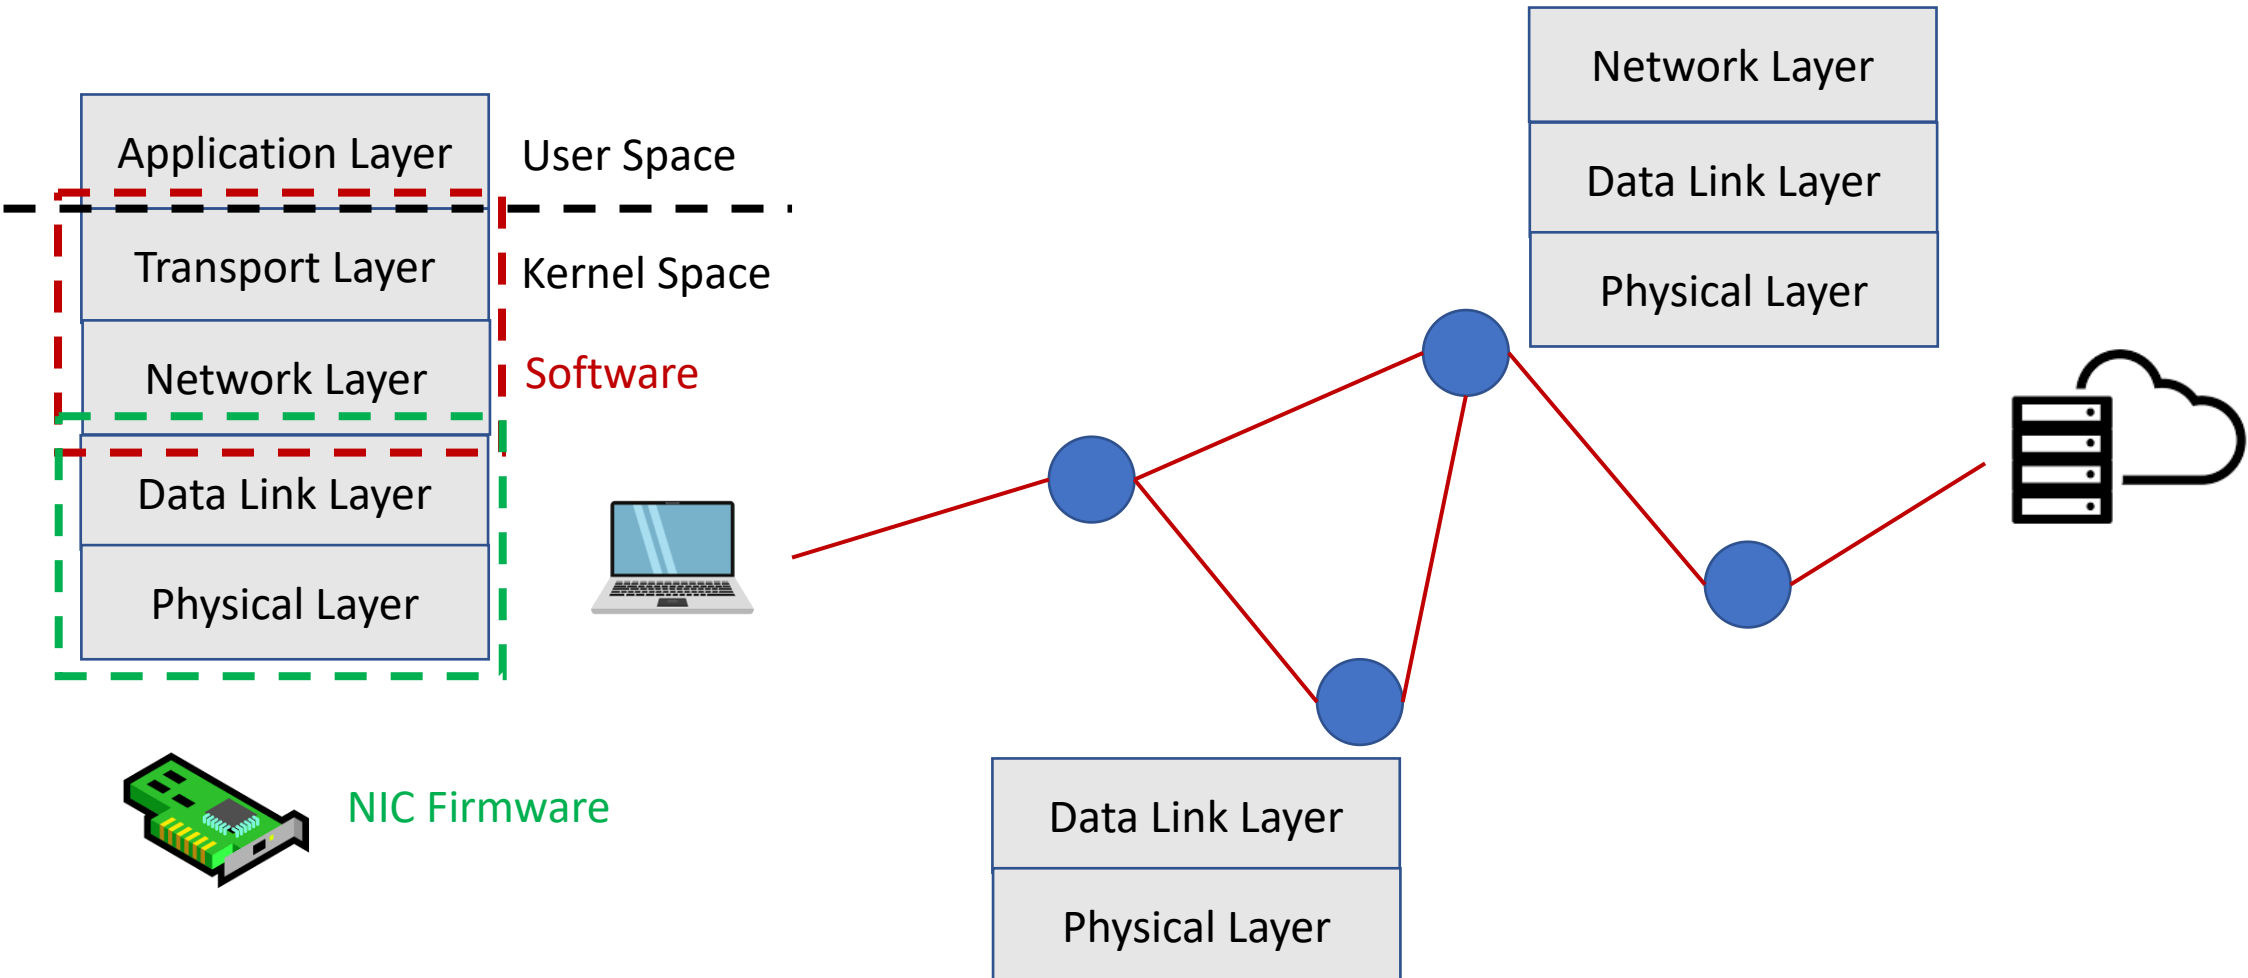 Application Layer
User Space
Transport Layer
Kernel Space
Network Layer
Software
Data Link Layer
Physical Layer
NIC Firmware
Network Layer
Data Link Layer
Physical Layer
Data Link Layer
Physical Layer